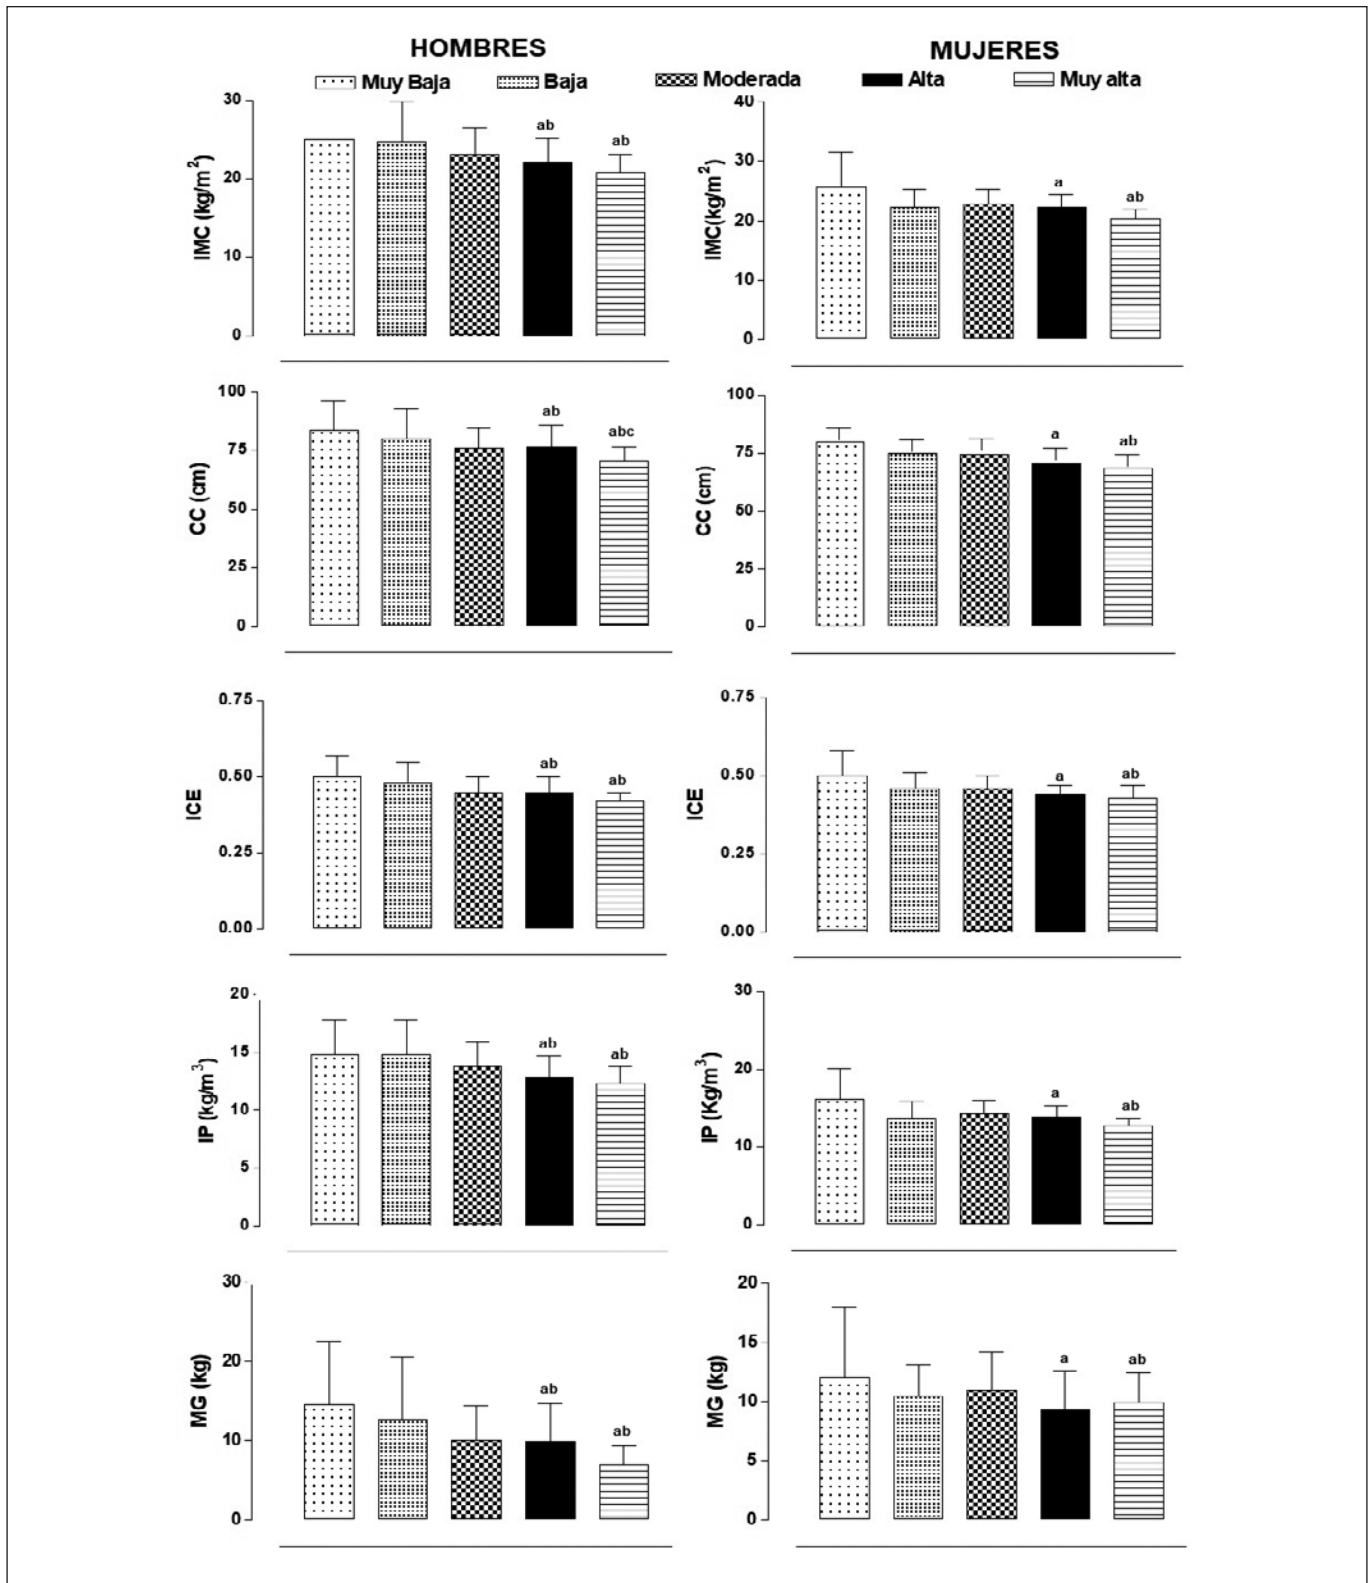 HOMBRES MUJERES
Muy Baja Baja Moderada Alta Muy alta
IMC (kg/m²)
30
20
10
0
ab
ab
IMC(kg/m²)
40
30
20
10
0
a
ab
CC (cm)
100
75
50
25
0
ab
abc
CC (cm)
100
75
50
25
0
a
ab
ICE
0.75
0.50
0.25
0.00
ab
ab
ICE
0.75
0.50
0.25
0.00
a
ab
IP (kg/m³)
20
15
10
5
0
ab
ab
IP (Kg/m³)
30
20
10
0
a
ab
MG (kg)
30
20
10
0
ab
ab
MG (kg)
20
15
10
5
0
a
ab